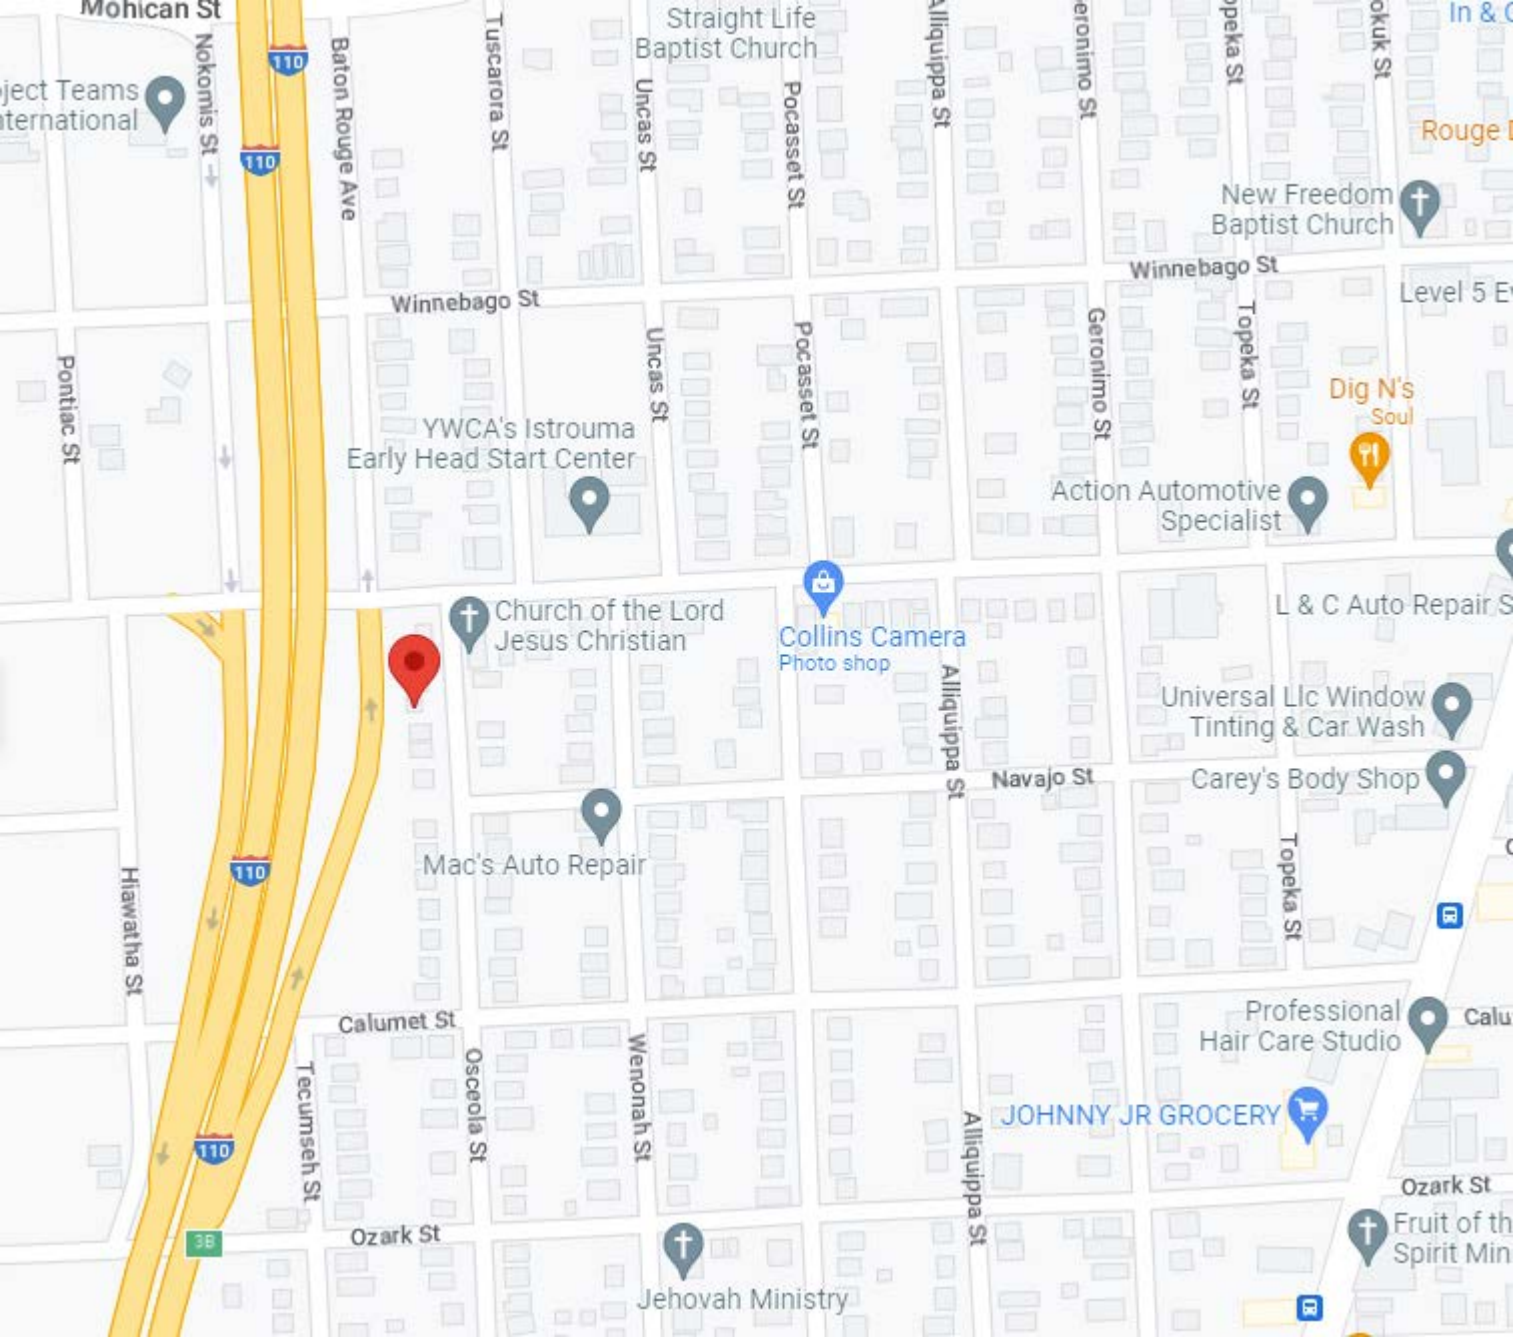 Mohican St
Straight Life
Baptist Church
In &
110
Nokomis St
Baton Rouge Ave
Tuscarora St
Uncas St
Pocasset St
Alliquippa St
eronimo St
opeka St
okuk St
ject Teams
nternational
110
Rouge
New Freedom
Baptist Church
Winnebago St
Winnebago St
Level 5
Pontiac St
Uncas St
Pocasset St
Geronimo St
Topeka St
Dig N's
Soul
YWCA's Istrouma
Early Head Start Center
Action Automotive
Specialist
Church of the Lord
Jesus Christian
Collins Camera
Photo shop
L & C Auto Repair S
Alliquippa St
Universal Llc Window
Tinting & Car Wash
Navajo St
Carey's Body Shop
Mac's Auto Repair
110
Hiawatha St
Topeka St
Calumet St
Professional
Hair Care Studio
Calu
Tecumseh St
Osceola St
Wenonah St
Alliquippa St
JOHNNY JR GROCERY
110
Ozark St
Ozark St
3B
Fruit of th
Spirit Min
Jehovah Ministry